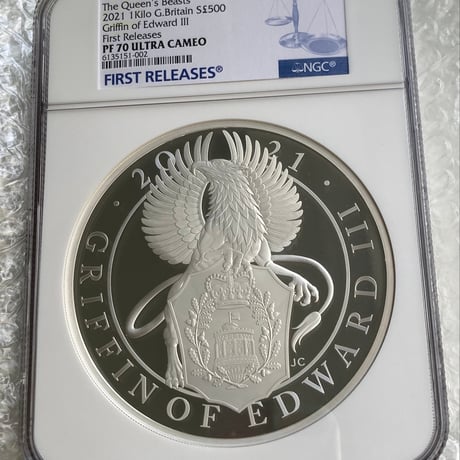 The Queen's Beasts
2021 1Kilo G.Britain S£500
Griffin of Edward III
First Releases
PF 70 ULTRA CAMEO
6135151-002
FIRST RELEASES®
NGC®
· 2021 ·
GRIFFIN OF EDWARD III
JC